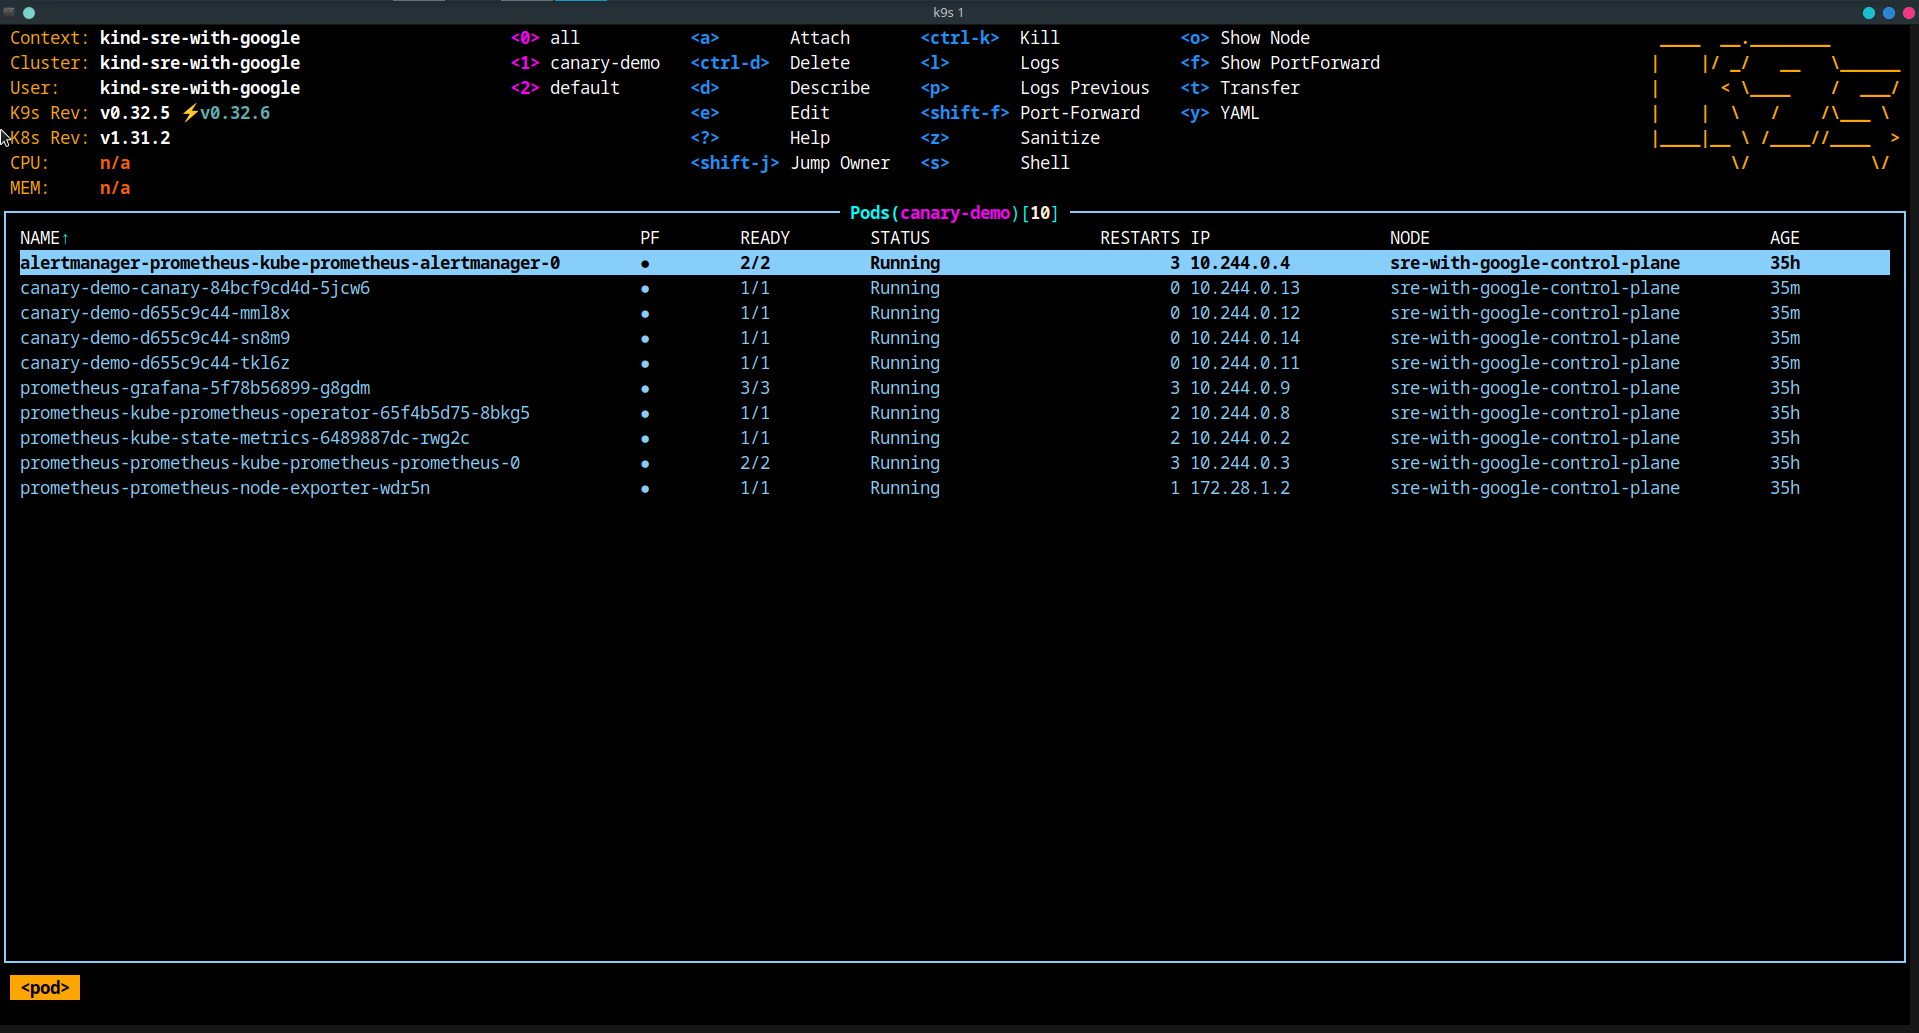 k9s 1
Context: kind-sre-with-google <0> all <a> Attach <ctrl-k> Kill <o> Show Node
Cluster: kind-sre-with-google <1> canary-demo <ctrl-d> Delete <l> Logs <f> Show PortForward
User: kind-sre-with-google <2> default <d> Describe <p> Logs Previous <t> Transfer
K9s Rev: v0.32.5 ⚡v0.32.6 <e> Edit <shift-f> Port-Forward <y> YAML
K8s Rev: v1.31.2 <?> Help <z> Sanitize
CPU: n/a <shift-j> Jump Owner <s> Shell
MEM: n/a
Pods(canary-demo)[10]
NAME↑ PF READY STATUS RESTARTS IP NODE AGE
alertmanager-prometheus-kube-prometheus-alertmanager-0 ● 2/2 Running 3 10.244.0.4 sre-with-google-control-plane 35h
canary-demo-canary-84bcf9cd4d-5jcw6 ● 1/1 Running 0 10.244.0.13 sre-with-google-control-plane 35m
canary-demo-d655c9c44-mml8x ● 1/1 Running 0 10.244.0.12 sre-with-google-control-plane 35m
canary-demo-d655c9c44-sn8m9 ● 1/1 Running 0 10.244.0.14 sre-with-google-control-plane 35m
canary-demo-d655c9c44-tkl6z ● 1/1 Running 0 10.244.0.11 sre-with-google-control-plane 35m
prometheus-grafana-5f78b56899-g8gdm ● 3/3 Running 3 10.244.0.9 sre-with-google-control-plane 35h
prometheus-kube-prometheus-operator-65f4b5d75-8bkg5 ● 1/1 Running 2 10.244.0.8 sre-with-google-control-plane 35h
prometheus-kube-state-metrics-6489887dc-rwg2c ● 1/1 Running 2 10.244.0.2 sre-with-google-control-plane 35h
prometheus-prometheus-kube-prometheus-prometheus-0 ● 2/2 Running 3 10.244.0.3 sre-with-google-control-plane 35h
prometheus-prometheus-node-exporter-wdr5n ● 1/1 Running 1 172.28.1.2 sre-with-google-control-plane 35h
<pod>